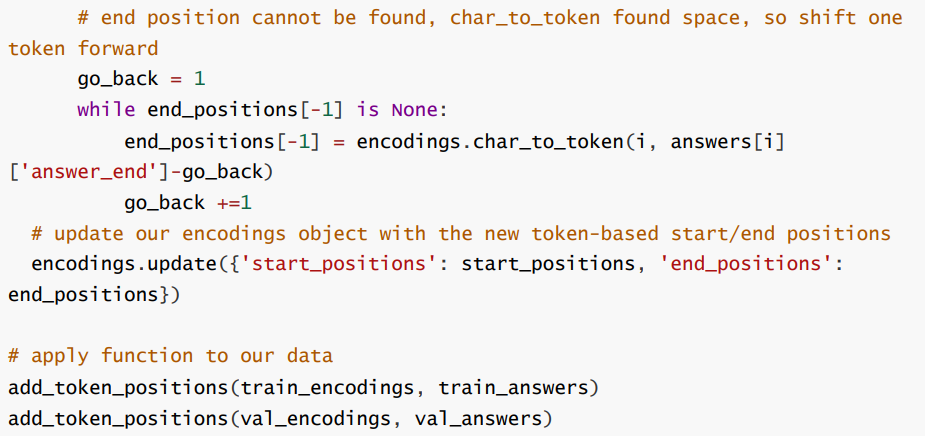 # end position cannot be found, char_to_token found space, so shift one
token forward
go_back = 1
while end_positions[-1] is None:
end_positions[-1] = encodings.char_to_token(i, answers[i]
['answer_end']-go_back)
go_back +=1
# update our encodings object with the new token-based start/end positions
encodings.update({'start_positions': start_positions, 'end_positions':
end_positions})
# apply function to our data
add_token_positions(train_encodings, train_answers)
add_token_positions(val_encodings, val_answers)